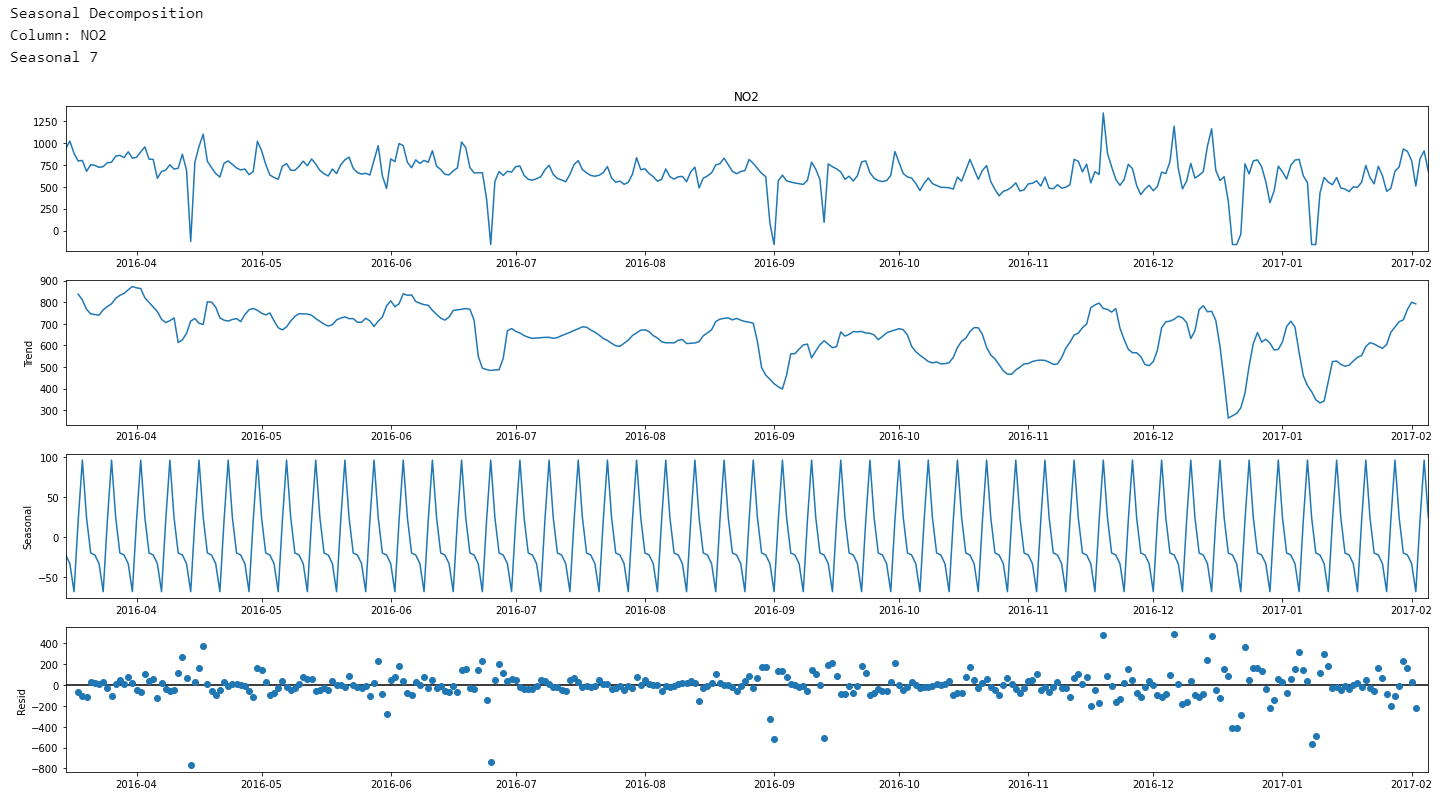 Seasonal Decomposition
Column: NO2
Seasonal 7
NO2
1250
1000
750
500
250
0
2016-04 2016-05 2016-06 2016-07 2016-08 2016-09 2016-10 2016-11 2016-12 2017-01 2017-02
Trend
900
800
700
600
500
400
300
2016-04 2016-05 2016-06 2016-07 2016-08 2016-09 2016-10 2016-11 2016-12 2017-01 2017-02
Seasonal
100
50
0
−50
2016-04 2016-05 2016-06 2016-07 2016-08 2016-09 2016-10 2016-11 2016-12 2017-01 2017-02
Resid
400
200
0
−200
−400
−600
−800
2016-04 2016-05 2016-06 2016-07 2016-08 2016-09 2016-10 2016-11 2016-12 2017-01 2017-02